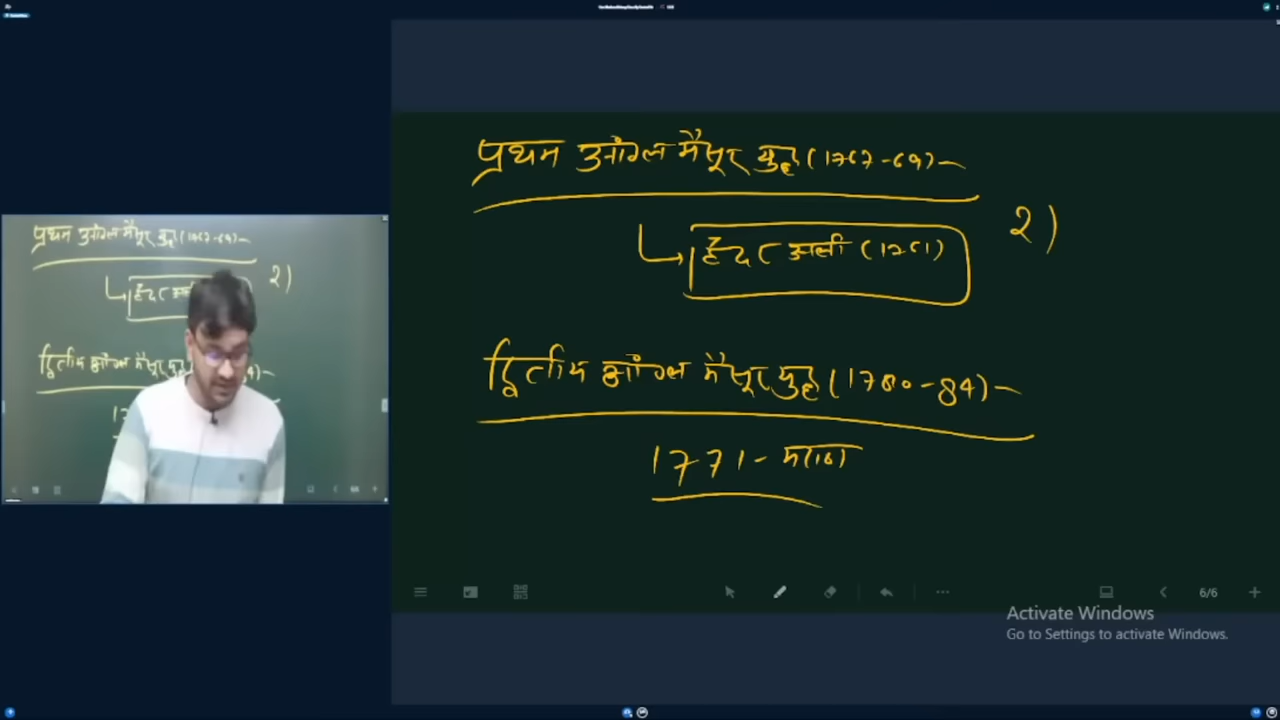 प्रथम आंग्ल मैसूर युद्ध (1767-69)-
हैदर अली (1761)
2)
द्वितीय आंग्ल मैसूर युद्ध (1780-84)-
1771- मराठा
6/6
Activate Windows
Go to Settings to activate Windows.